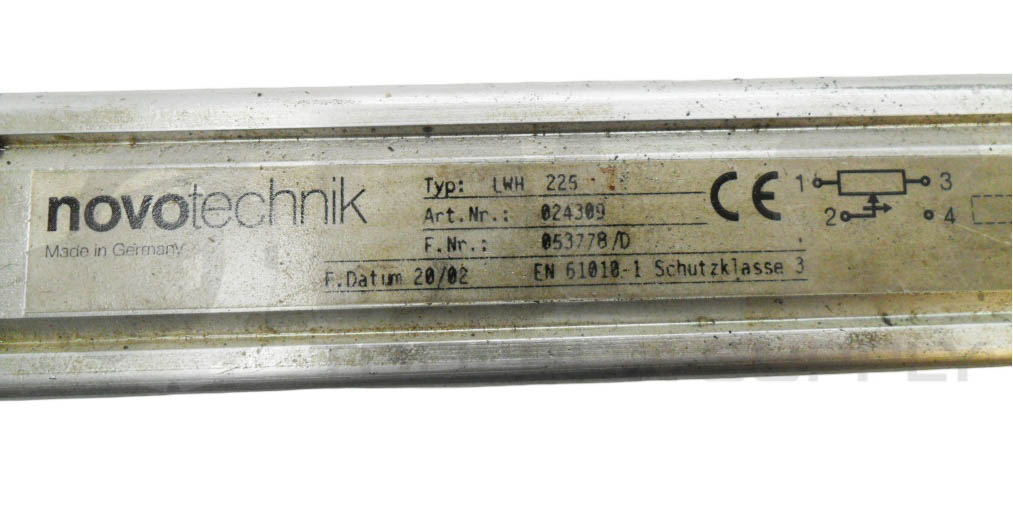 novotechnik
Made in Germany
Typ: LWH 225
Art.Nr.: 024309
F.Nr.: 053778/D
F.Datum 20/02 EN 61010-1 Schutzklasse 3
CE
1 3
2 4